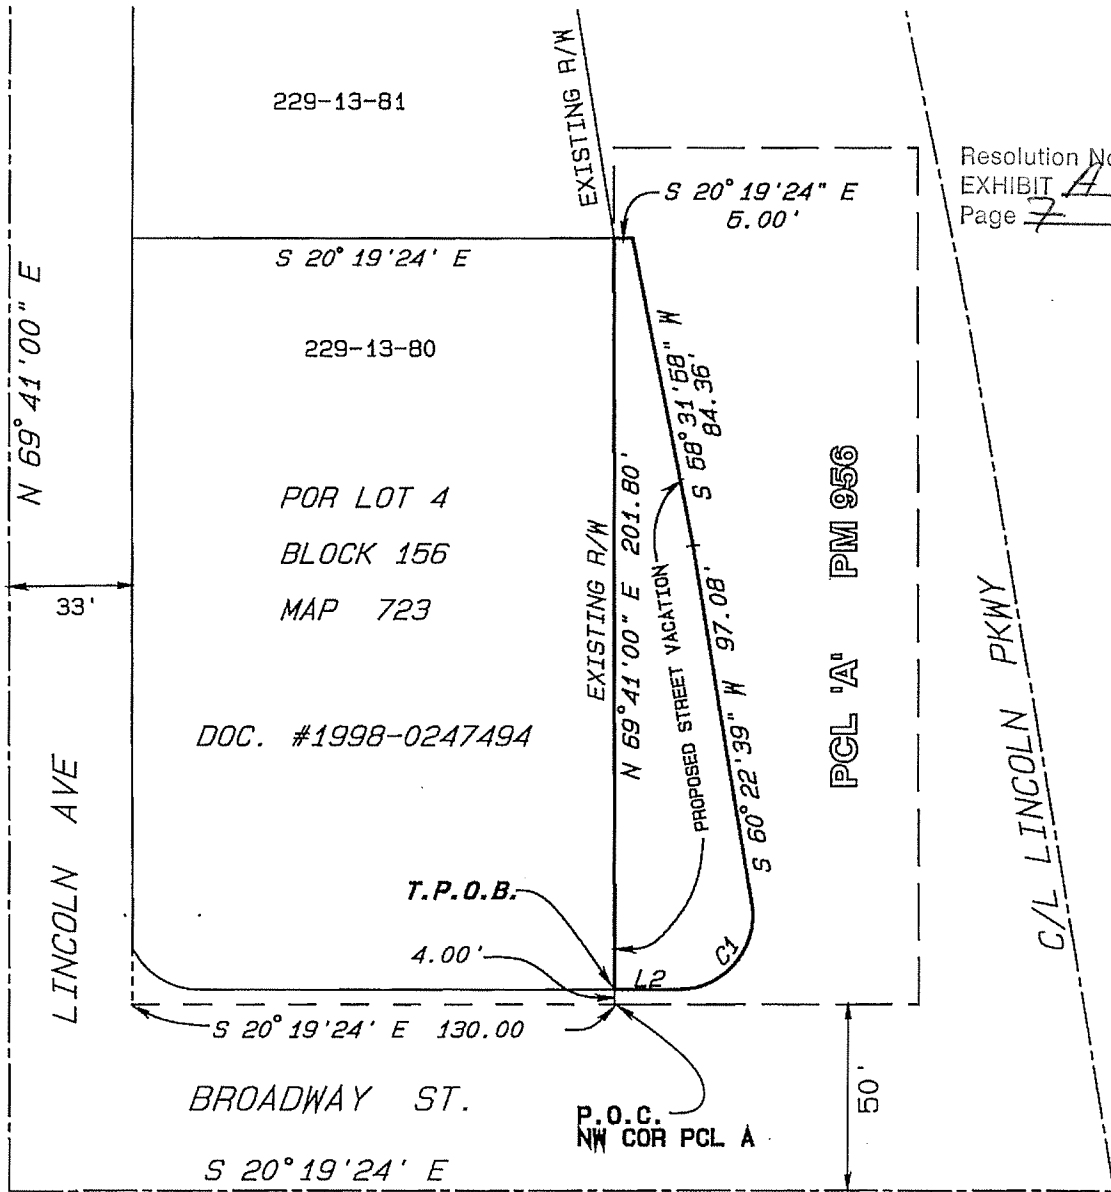 229-13-81
EXISTING R/W
Resolution No
EXHIBIT A
Page 7
S 20° 19'24" E
5.00'
S 20° 19'24' E
N 69° 41'00" E
229-13-80
S 68° 31'58" W
84.36'
POR LOT 4
BLOCK 156
MAP 723
33'
EXISTING R/W
N 69° 41'00" E 201.80'
PROPOSED STREET VACATION
S 60° 22'39" W 97.08'
PCL 'A' PM 956
C/L LINCOLN PKWY
DOC. #1998-0247494
LINCOLN AVE
T.P.O.B.
4.00'
L2
C1
S 20° 19'24' E 130.00
BROADWAY ST.
50'
P.O.C.
NW COR PCL A
S 20° 19'24' E